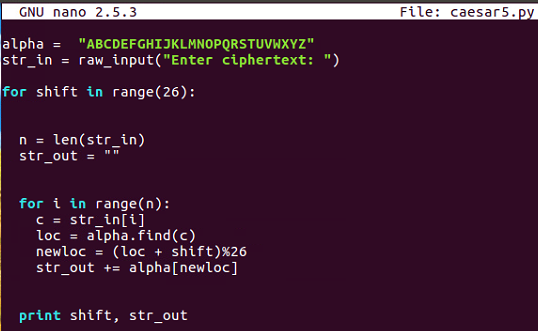 GNU nano 2.5.3 File: caesar5.py
alpha =  "ABCDEFGHIJKLMNOPQRSTUVWXYZ"
str_in = raw_input("Enter ciphertext: ")
for shift in range(26):
  n = len(str_in)
  str_out = ""
  for i in range(n):
    c = str_in[i]
    loc = alpha.find(c)
    newloc = (loc + shift)%26
    str_out += alpha[newloc]
  print shift, str_out